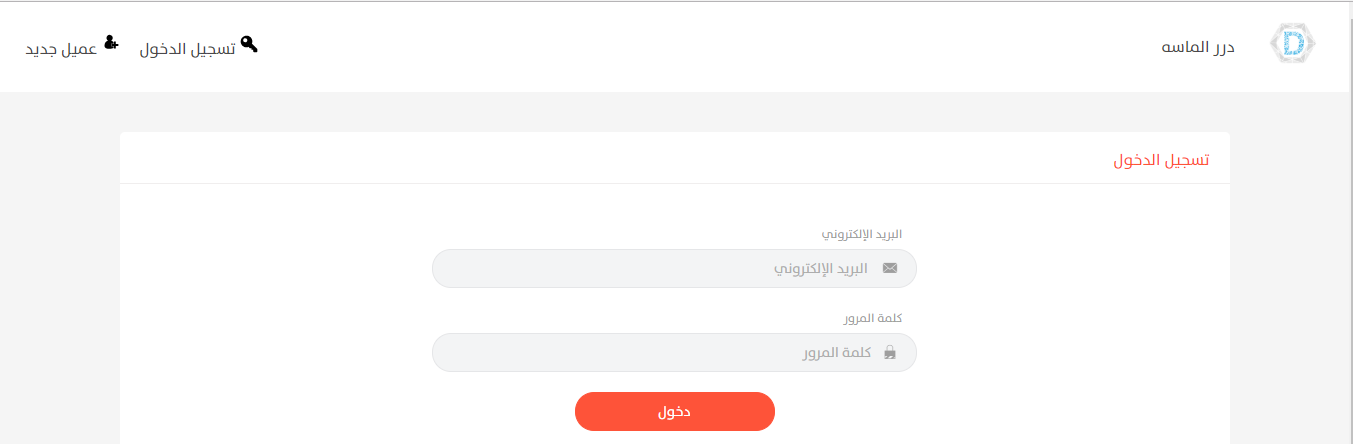 درر الماسه
تسجيل الدخول
عميل جديد
تسجيل الدخول
البريد الإلكتروني
البريد الإلكتروني
كلمة المرور
كلمة المرور
دخول